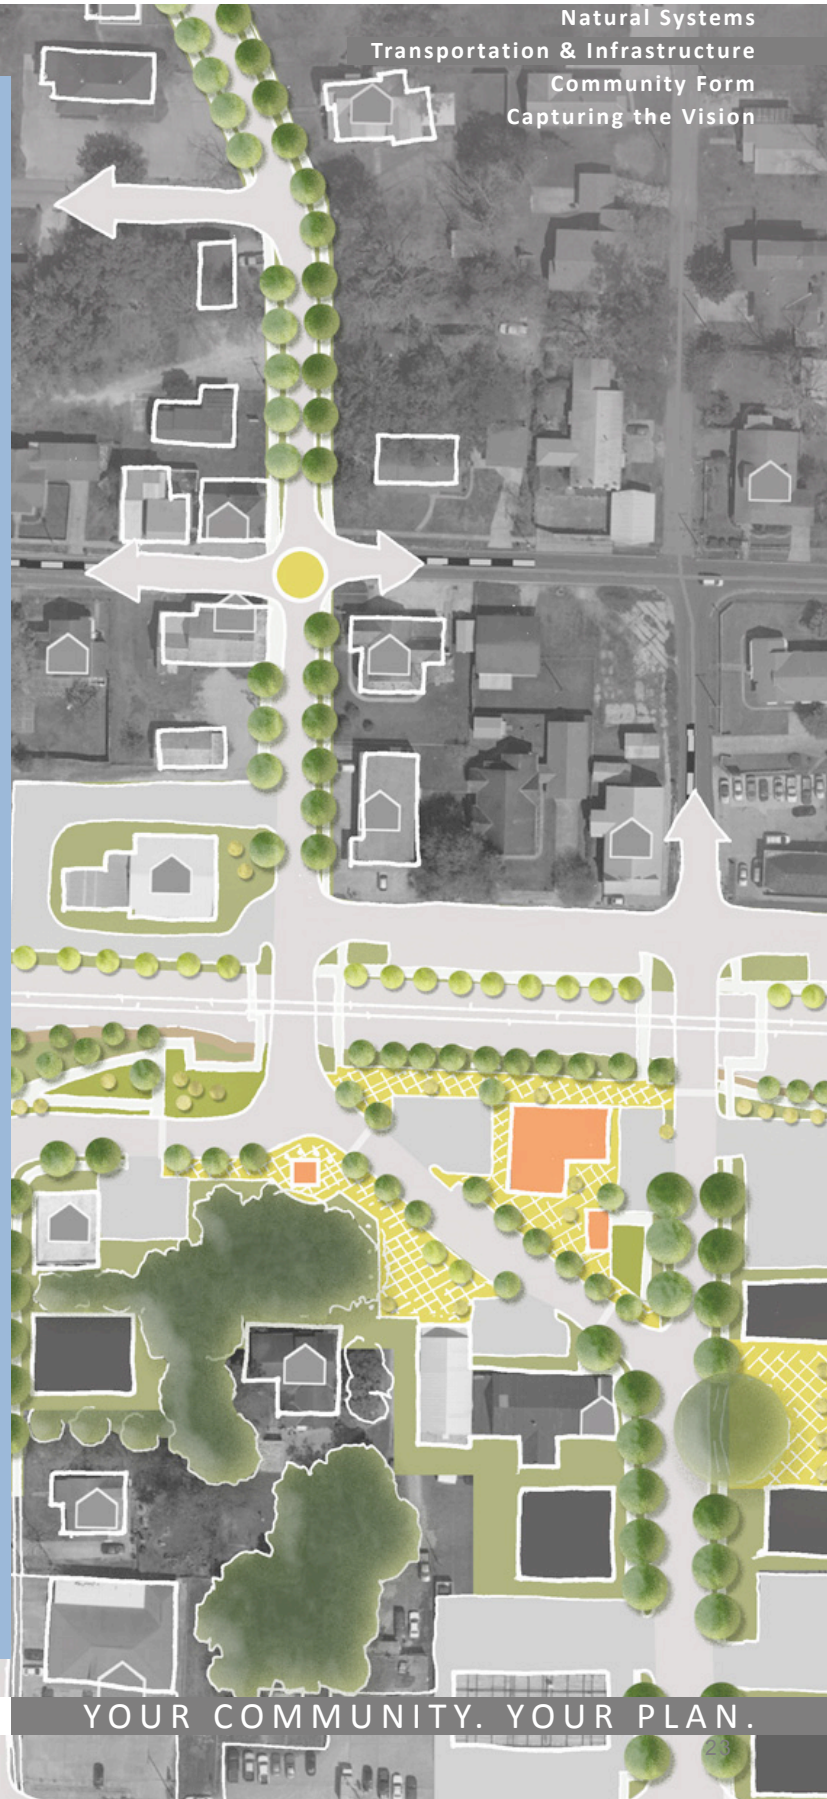 Natural Systems
Transportation & Infrastructure
Community Form
Capturing the Vision
YOUR COMMUNITY. YOUR PLAN.